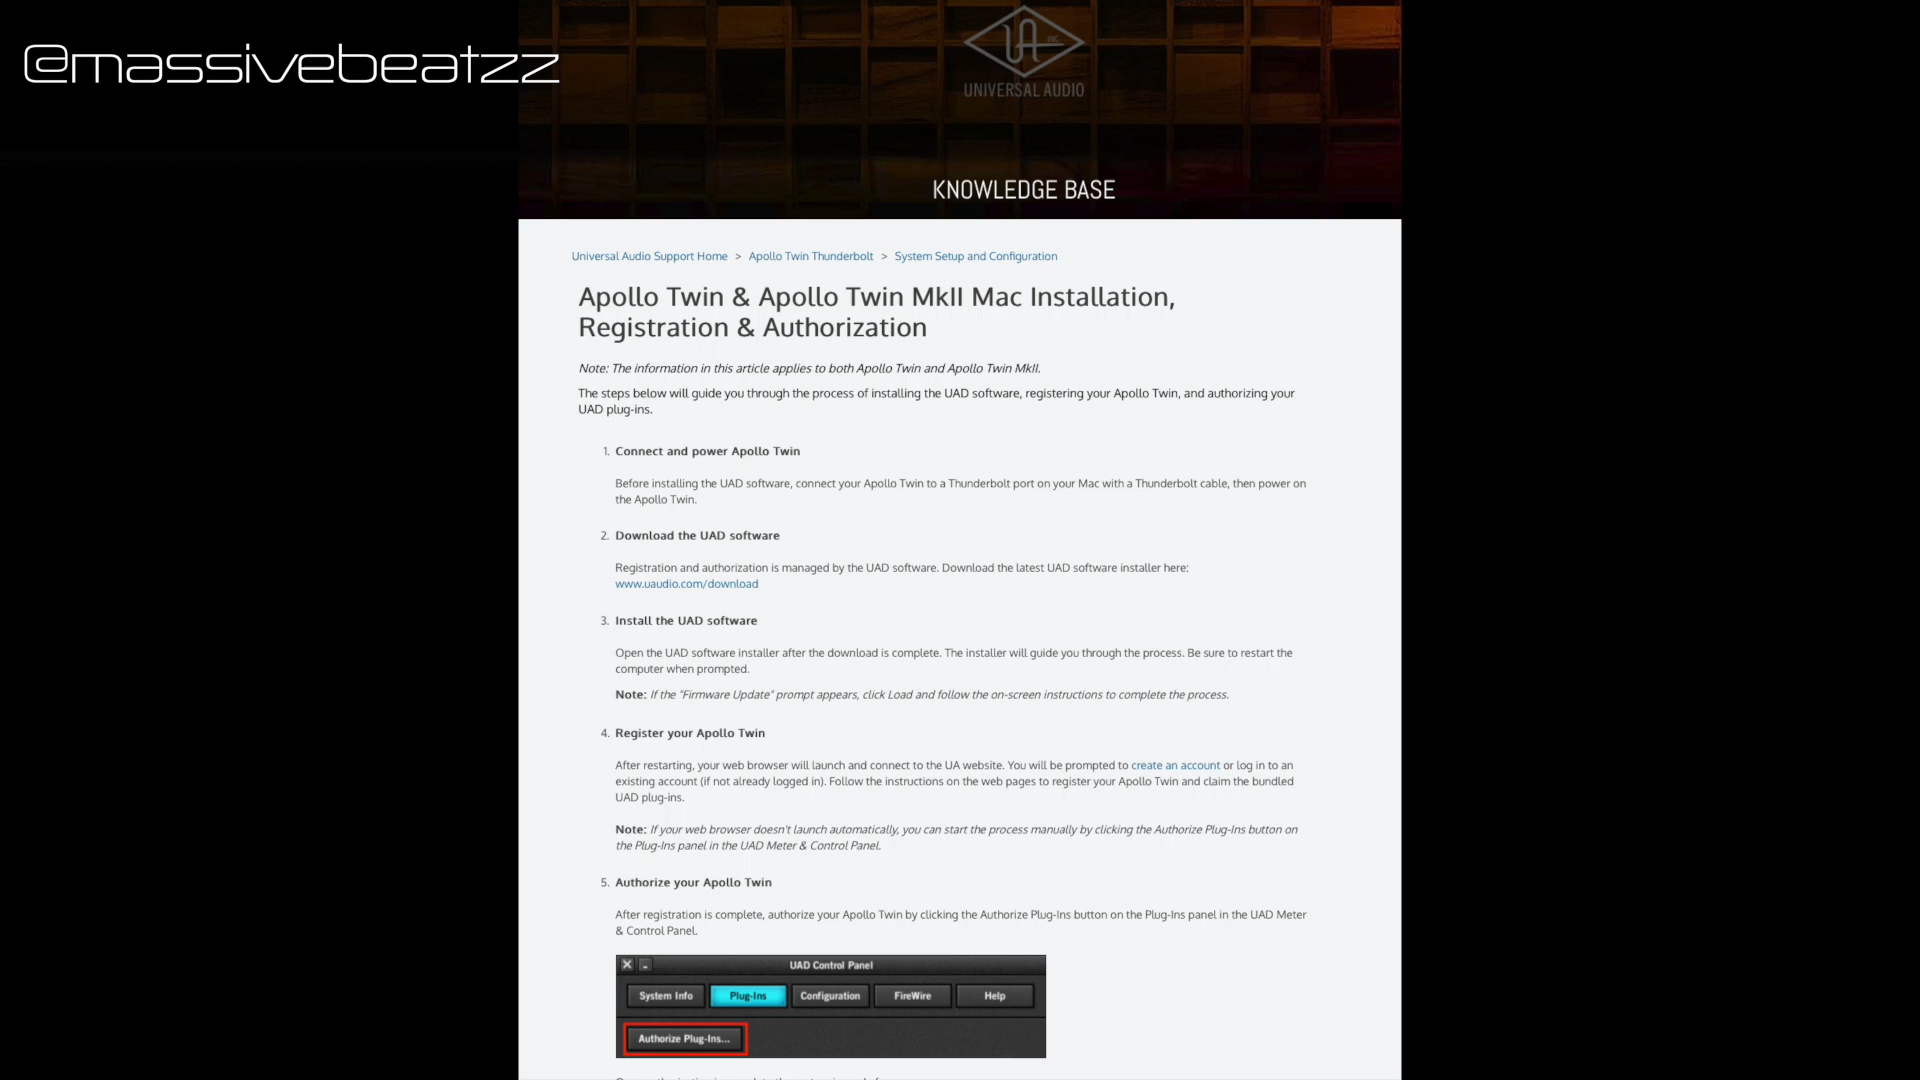 @massivebeatzz
UA INC.
UNIVERSAL AUDIO
KNOWLEDGE BASE
Universal Audio Support Home > Apollo Twin Thunderbolt > System Setup and Configuration
Apollo Twin & Apollo Twin MkII Mac Installation,
Registration & Authorization
Note: The information in this article applies to both Apollo Twin and Apollo Twin MkII.
The steps below will guide you through the process of installing the UAD software, registering your Apollo Twin, and authorizing your
UAD plug-ins.
1. Connect and power Apollo Twin
Before installing the UAD software, connect your Apollo Twin to a Thunderbolt port on your Mac with a Thunderbolt cable, then power on
the Apollo Twin.
2. Download the UAD software
Registration and authorization is managed by the UAD software. Download the latest UAD software installer here:
www.uaudio.com/download
3. Install the UAD software
Open the UAD software installer after the download is complete. The installer will guide you through the process. Be sure to restart the
computer when prompted.
Note: If the "Firmware Update" prompt appears, click Load and follow the on-screen instructions to complete the process.
4. Register your Apollo Twin
After restarting, your web browser will launch and connect to the UA website. You will be prompted to create an account or log in to an
existing account (if not already logged in). Follow the instructions on the web pages to register your Apollo Twin and claim the bundled
UAD plug-ins.
Note: If your web browser doesn't launch automatically, you can start the process manually by clicking the Authorize Plug-Ins button on
the Plug-Ins panel in the UAD Meter & Control Panel.
5. Authorize your Apollo Twin
After registration is complete, authorize your Apollo Twin by clicking the Authorize Plug-Ins button on the Plug-Ins panel in the UAD Meter
& Control Panel.
UAD Control Panel
System Info Plug-Ins Configuration FireWire Help
Authorize Plug-Ins...